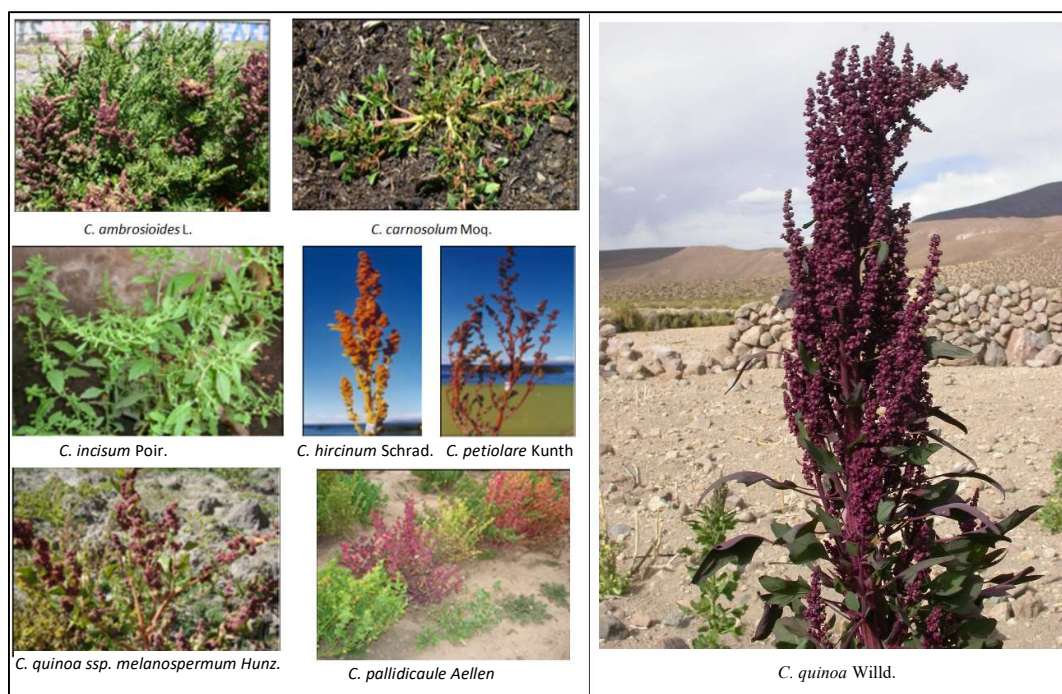 C. ambrosioides L.
C. carnosolum Moq.
C. incisum Poir.
C. hircinum Schrad.
C. petiolare Kunth
C. quinoa ssp. melanospermum Hunz.
C. pallidicaule Aellen
C. quinoa Willd.